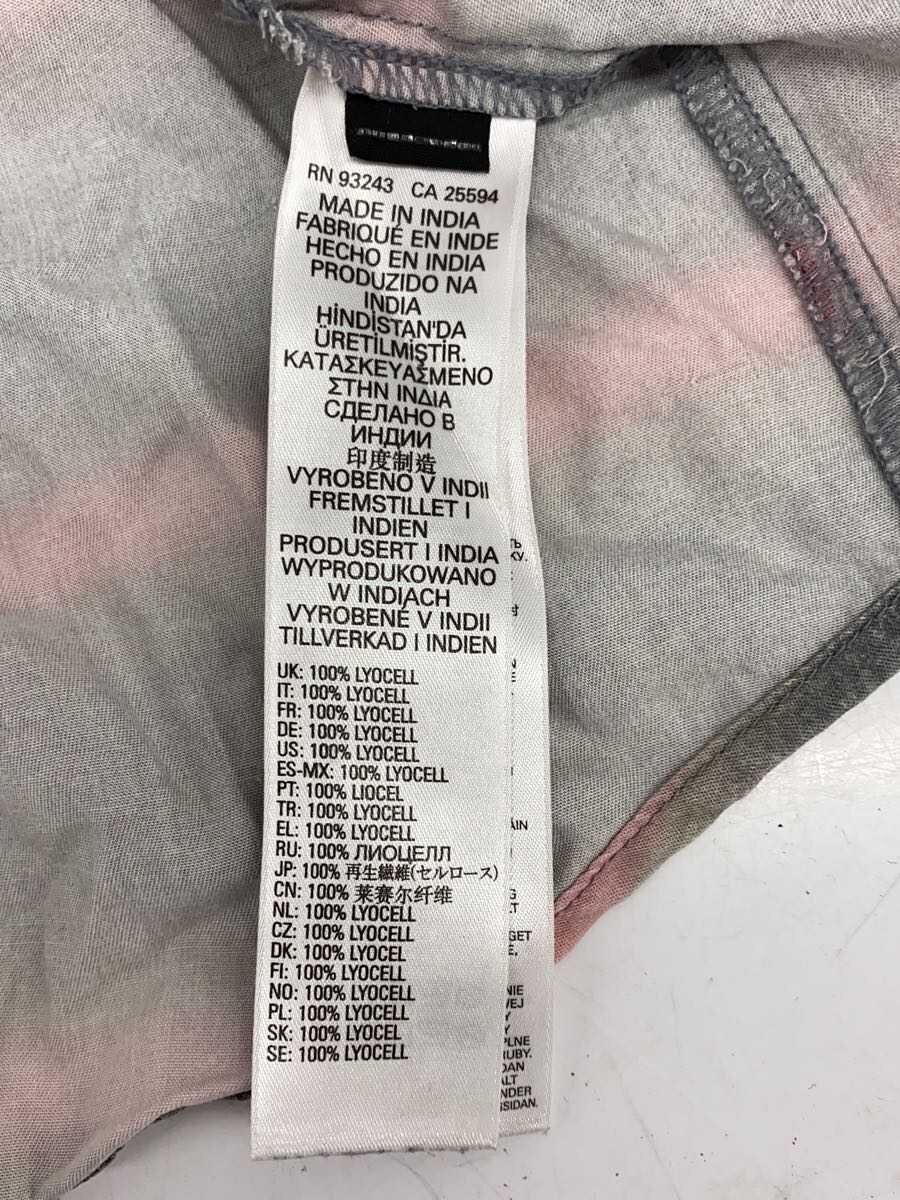 RN 93243 CA 25594
MADE IN INDIA
FABRIQUÉ EN INDE
HECHO EN INDIA
PRODUZIDO NA
INDIA
HİNDİSTAN'DA
ÜRETİLMİŞTİR.
ΚΑΤΑΣΚΕΥΑΣΜΕΝΟ
ΣΤΗΝ ΙΝΔΙΑ
СДЕЛАНО В
ИНДИИ
印度制造
VYROBENO V INDII
FREMSTILLET I
INDIEN
PRODUSERT I INDIA
WYPRODUKOWANO
W INDIACH
VYROBENÉ V INDII
TILLVERKAD I INDIEN
UK: 100% LYOCELL
IT: 100% LYOCELL
FR: 100% LYOCELL
DE: 100% LYOCELL
US: 100% LYOCELL
ES-MX: 100% LYOCELL
PT: 100% LIOCEL
TR: 100% LYOCELL
EL: 100% LYOCELL
RU: 100% ЛИОЦЕЛЛ
JP: 100% 再生繊維(セルロース)
CN: 100% 莱赛尔纤维
NL: 100% LYOCELL
CZ: 100% LYOCELL
DK: 100% LYOCEL
FI: 100% LYOCELL
NO: 100% LYOCELL
PL: 100% LYOCELL
SK: 100% LYOCEL
SE: 100% LYOCELL